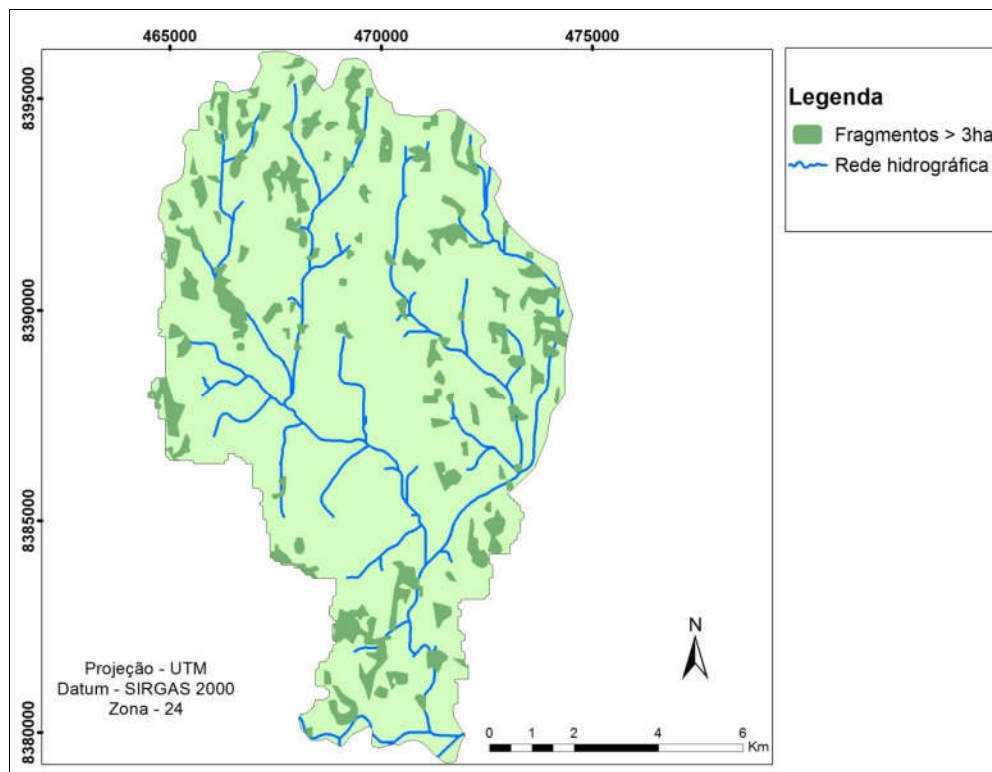 465000
470000
475000
8395000
8390000
8385000
8380000
Legenda
Fragmentos > 3ha
Rede hidrográfica
N
Projeção - UTM
Datum - SIRGAS 2000
Zona - 24
0 1 2 4 6
Km